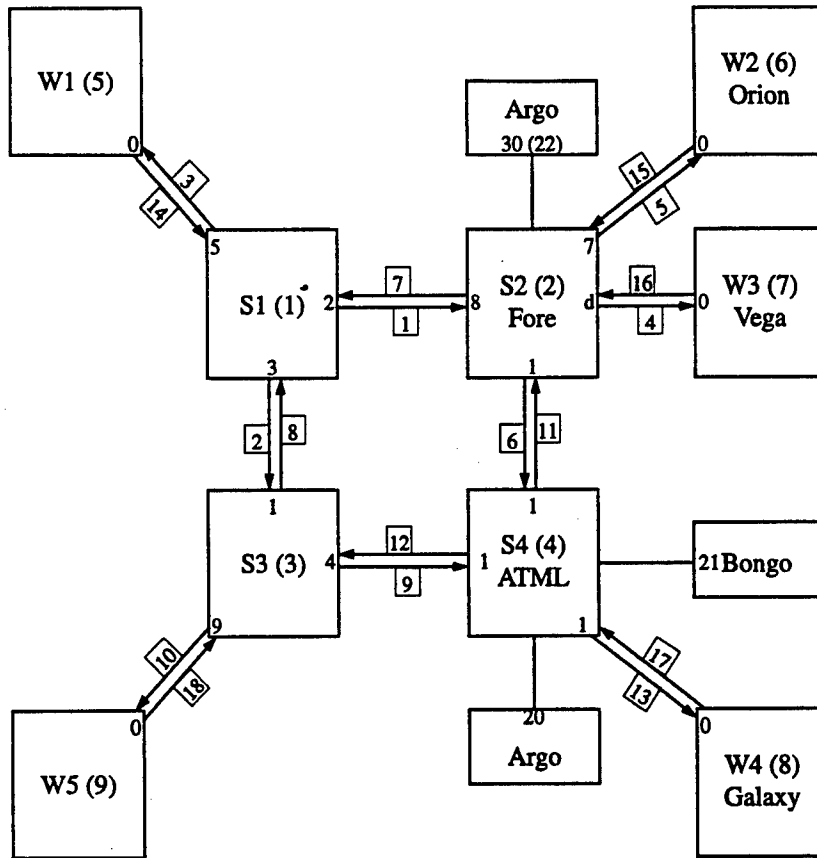 W1 (5)
0
3
14
5
S1 (1)
2
3
7
1
Argo
30 (22)
7
S2 (2)
Fore
8
d
1
15
5
W2 (6)
Orion
0
16
4
W3 (7)
Vega
0
2
8
6
11
1
S3 (3)
4
9
12
9
1
S4 (4)
ATML
1
1
21 Bongo
10
18
0
W5 (9)
20
Argo
17
13
0
W4 (8)
Galaxy